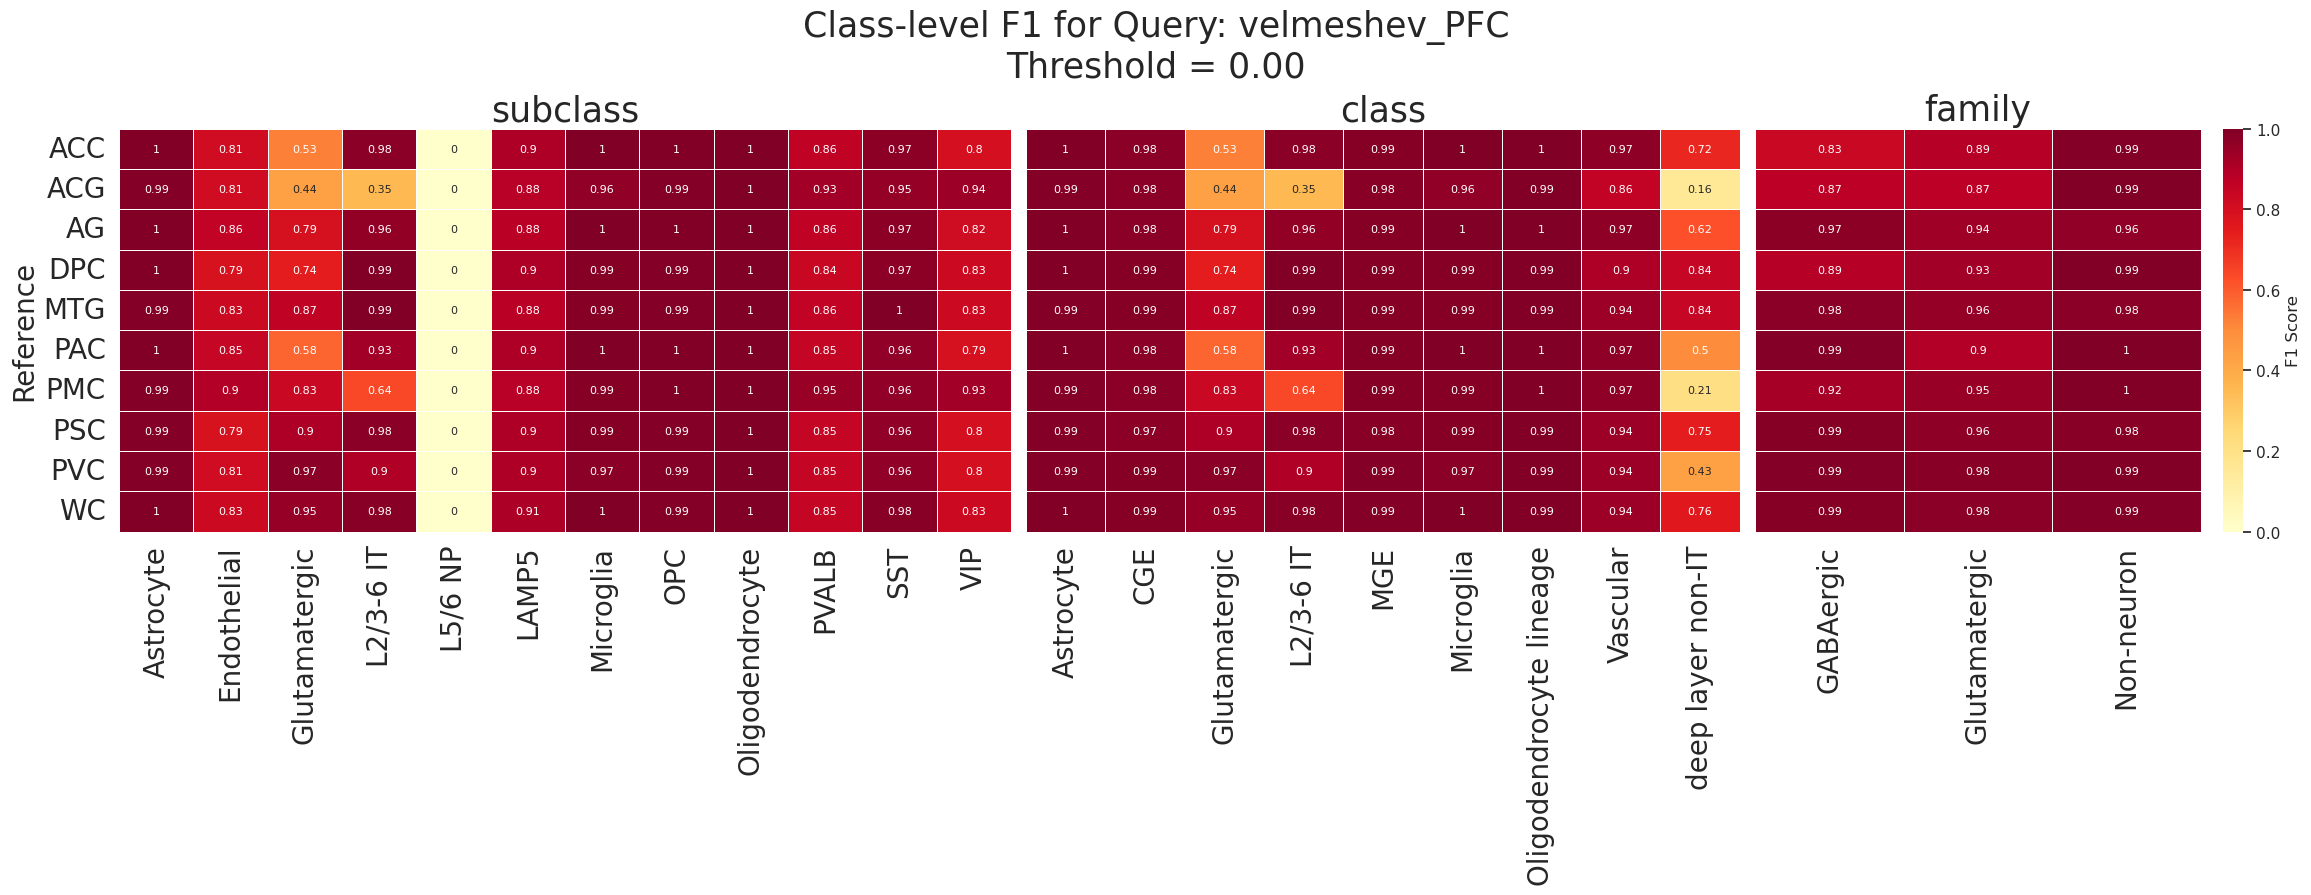 Class-level F1 for Query: velmeshev_PFC
Threshold = 0.00
subclass class family
ACC 1 0.81 0.53 0.98 0 0.9 1 1 1 0.86 0.97 0.8 1 0.98 0.53 0.98 0.99 1 1 0.97 0.72 0.83 0.89 0.99
ACG 0.99 0.81 0.44 0.35 0 0.88 0.96 0.99 1 0.93 0.95 0.94 0.99 0.98 0.44 0.35 0.98 0.96 0.99 0.86 0.16 0.87 0.87 0.99
AG 1 0.86 0.79 0.96 0 0.88 1 1 1 0.86 0.97 0.82 1 0.98 0.79 0.96 0.99 1 1 0.97 0.62 0.97 0.94 0.96
DPC 1 0.79 0.74 0.99 0 0.9 0.99 0.99 1 0.84 0.97 0.83 1 0.99 0.74 0.99 0.99 0.99 0.99 0.9 0.84 0.89 0.93 0.99
MTG 0.99 0.83 0.87 0.99 0 0.88 0.99 0.99 1 0.86 1 0.83 0.99 0.99 0.87 0.99 0.99 0.99 0.99 0.94 0.84 0.98 0.96 0.98
PAC 1 0.85 0.58 0.93 0 0.9 1 1 1 0.85 0.96 0.79 1 0.98 0.58 0.93 0.99 1 1 0.97 0.5 0.99 0.9 1
PMC 0.99 0.9 0.83 0.64 0 0.88 0.99 1 1 0.95 0.96 0.93 0.99 0.98 0.83 0.64 0.99 0.99 1 0.97 0.21 0.92 0.95 1
PSC 0.99 0.79 0.9 0.98 0 0.9 0.99 0.99 1 0.85 0.96 0.8 0.99 0.97 0.9 0.98 0.98 0.99 0.99 0.94 0.75 0.99 0.96 0.98
PVC 0.99 0.81 0.97 0.9 0 0.9 0.97 0.99 1 0.85 0.96 0.8 0.99 0.99 0.97 0.9 0.99 0.97 0.99 0.94 0.43 0.99 0.98 0.99
WC 1 0.83 0.95 0.98 0 0.91 1 0.99 1 0.85 0.98 0.83 1 0.99 0.95 0.98 0.99 1 0.99 0.94 0.76 0.99 0.98 0.99
Reference
Astrocyte
Endothelial
Glutamatergic
L2/3-6 IT
L5/6 NP
LAMP5
Microglia
OPC
Oligodendrocyte
PVALB
SST
VIP
Astrocyte
CGE
Glutamatergic
L2/3-6 IT
MGE
Microglia
Oligodendrocyte lineage
Vascular
deep layer non-IT
GABAergic
Glutamatergic
Non-neuron
1.0
0.8
0.6
0.4
0.2
0.0
F1 Score